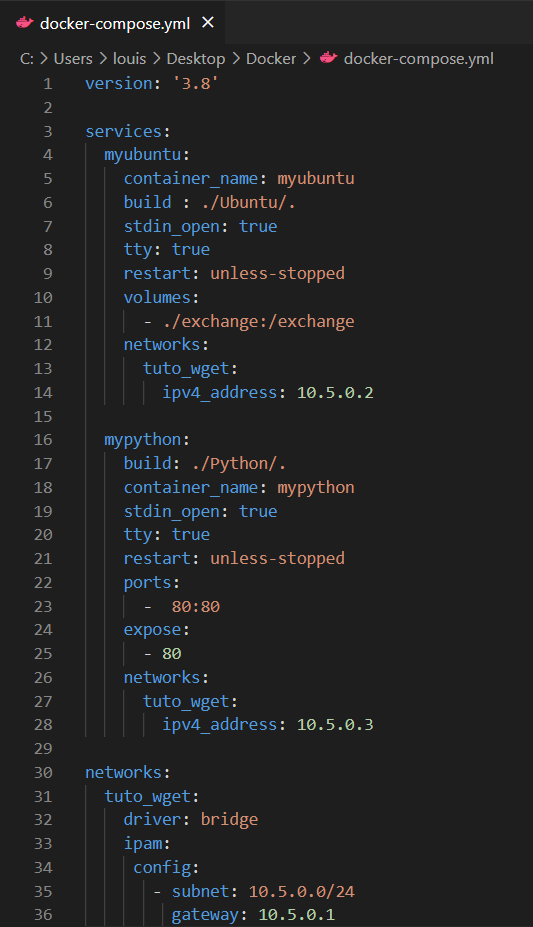 docker-compose.yml ×
C: > Users > louis > Desktop > Docker > docker-compose.yml
1 version: '3.8'
2
3 services:
4   myubuntu:
5     container_name: myubuntu
6     build : ./Ubuntu/.
7     stdin_open: true
8     tty: true
9     restart: unless-stopped
10     volumes:
11       - ./exchange:/exchange
12     networks:
13       tuto_wget:
14         ipv4_address: 10.5.0.2
15
16   mypython:
17     build: ./Python/.
18     container_name: mypython
19     stdin_open: true
20     tty: true
21     restart: unless-stopped
22     ports:
23       -  80:80
24     expose:
25       - 80
26     networks:
27       tuto_wget:
28         ipv4_address: 10.5.0.3
29
30 networks:
31   tuto_wget:
32     driver: bridge
33     ipam:
34      config:
35        - subnet: 10.5.0.0/24
36          gateway: 10.5.0.1